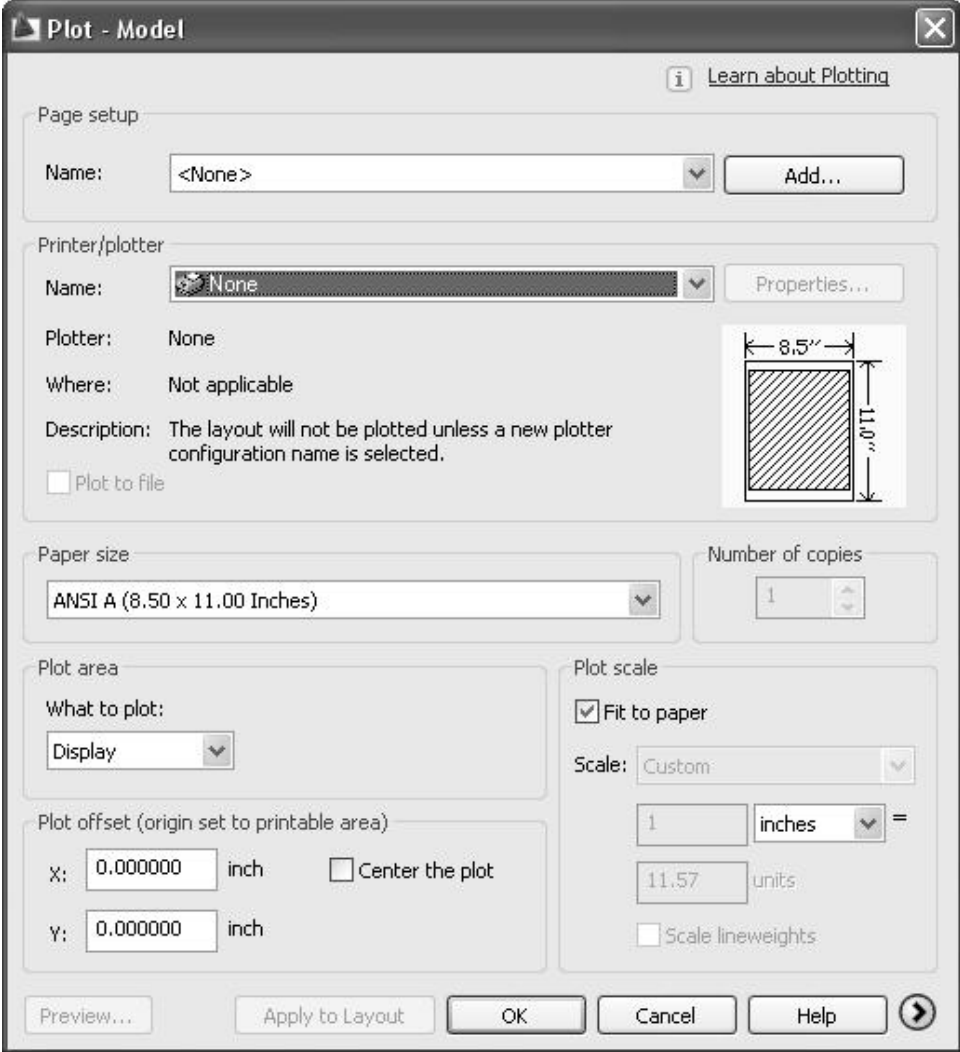 Plot - Model
i Learn about Plotting
Page setup
Name: <None> Add...
Printer/plotter
Name: None Properties...
Plotter: None
Where: Not applicable
Description: The layout will not be plotted unless a new plotter
configuration name is selected.
Plot to file
8.5″
11.0″
Paper size
ANSI A (8.50 x 11.00 Inches)
Number of copies
1
Plot area
What to plot:
Display
Plot scale
Fit to paper
Scale: Custom
1 inches =
11.57 units
Scale lineweights
Plot offset (origin set to printable area)
X: 0.000000 inch Center the plot
Y: 0.000000 inch
Preview... Apply to Layout OK Cancel Help